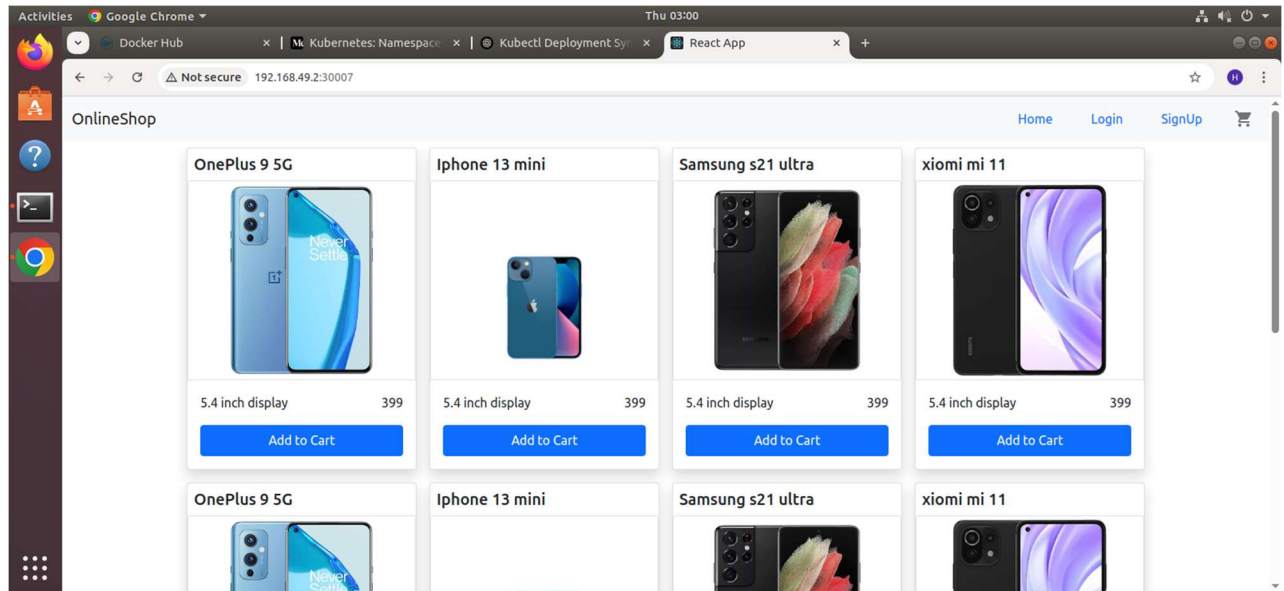 Activities Google Chrome Thu 03:00
Docker Hub Kubernetes: Namespace Kubectl Deployment Syn React App
Not secure 192.168.49.2:30007 H
OnlineShop Home Login SignUp
OnePlus 9 5G Iphone 13 mini Samsung s21 ultra xiomi mi 11
Never
Settle
5.4 inch display 399 5.4 inch display 399 5.4 inch display 399 5.4 inch display 399
Add to Cart Add to Cart Add to Cart Add to Cart
OnePlus 9 5G Iphone 13 mini Samsung s21 ultra xiomi mi 11
Never